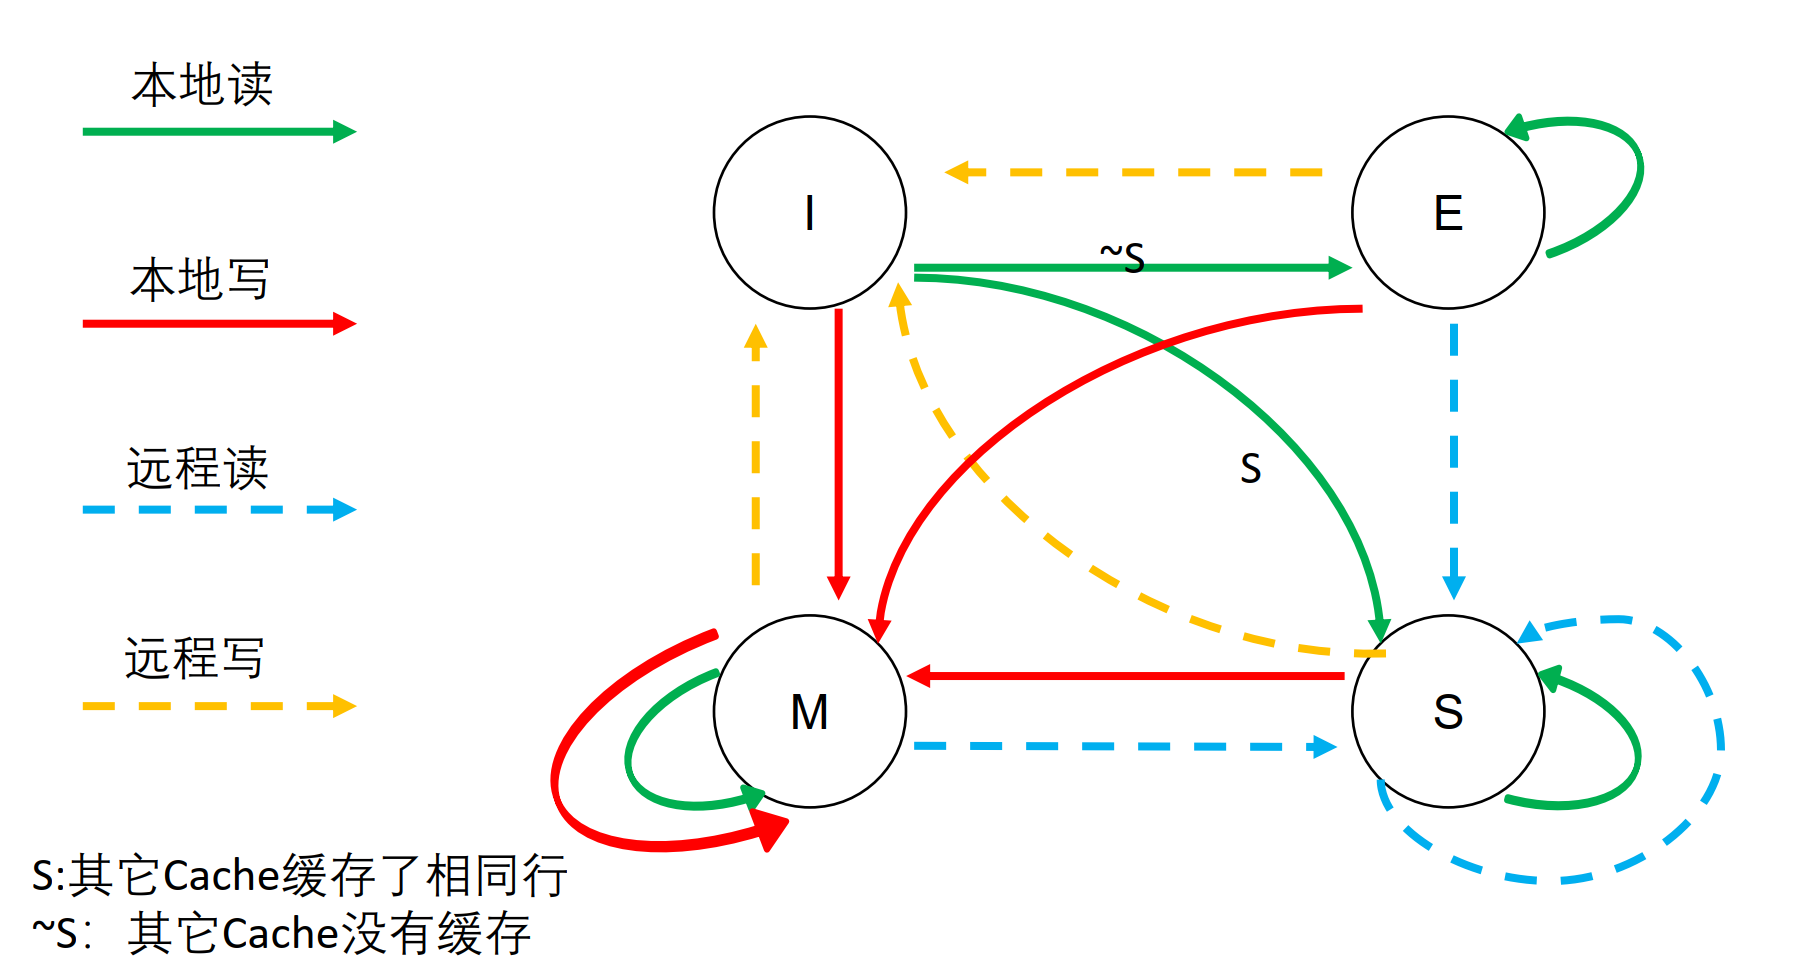 本地读
本地写
远程读
远程写
I
E
~S
S
M
S
S:其它Cache缓存了相同行
~S： 其它Cache没有缓存